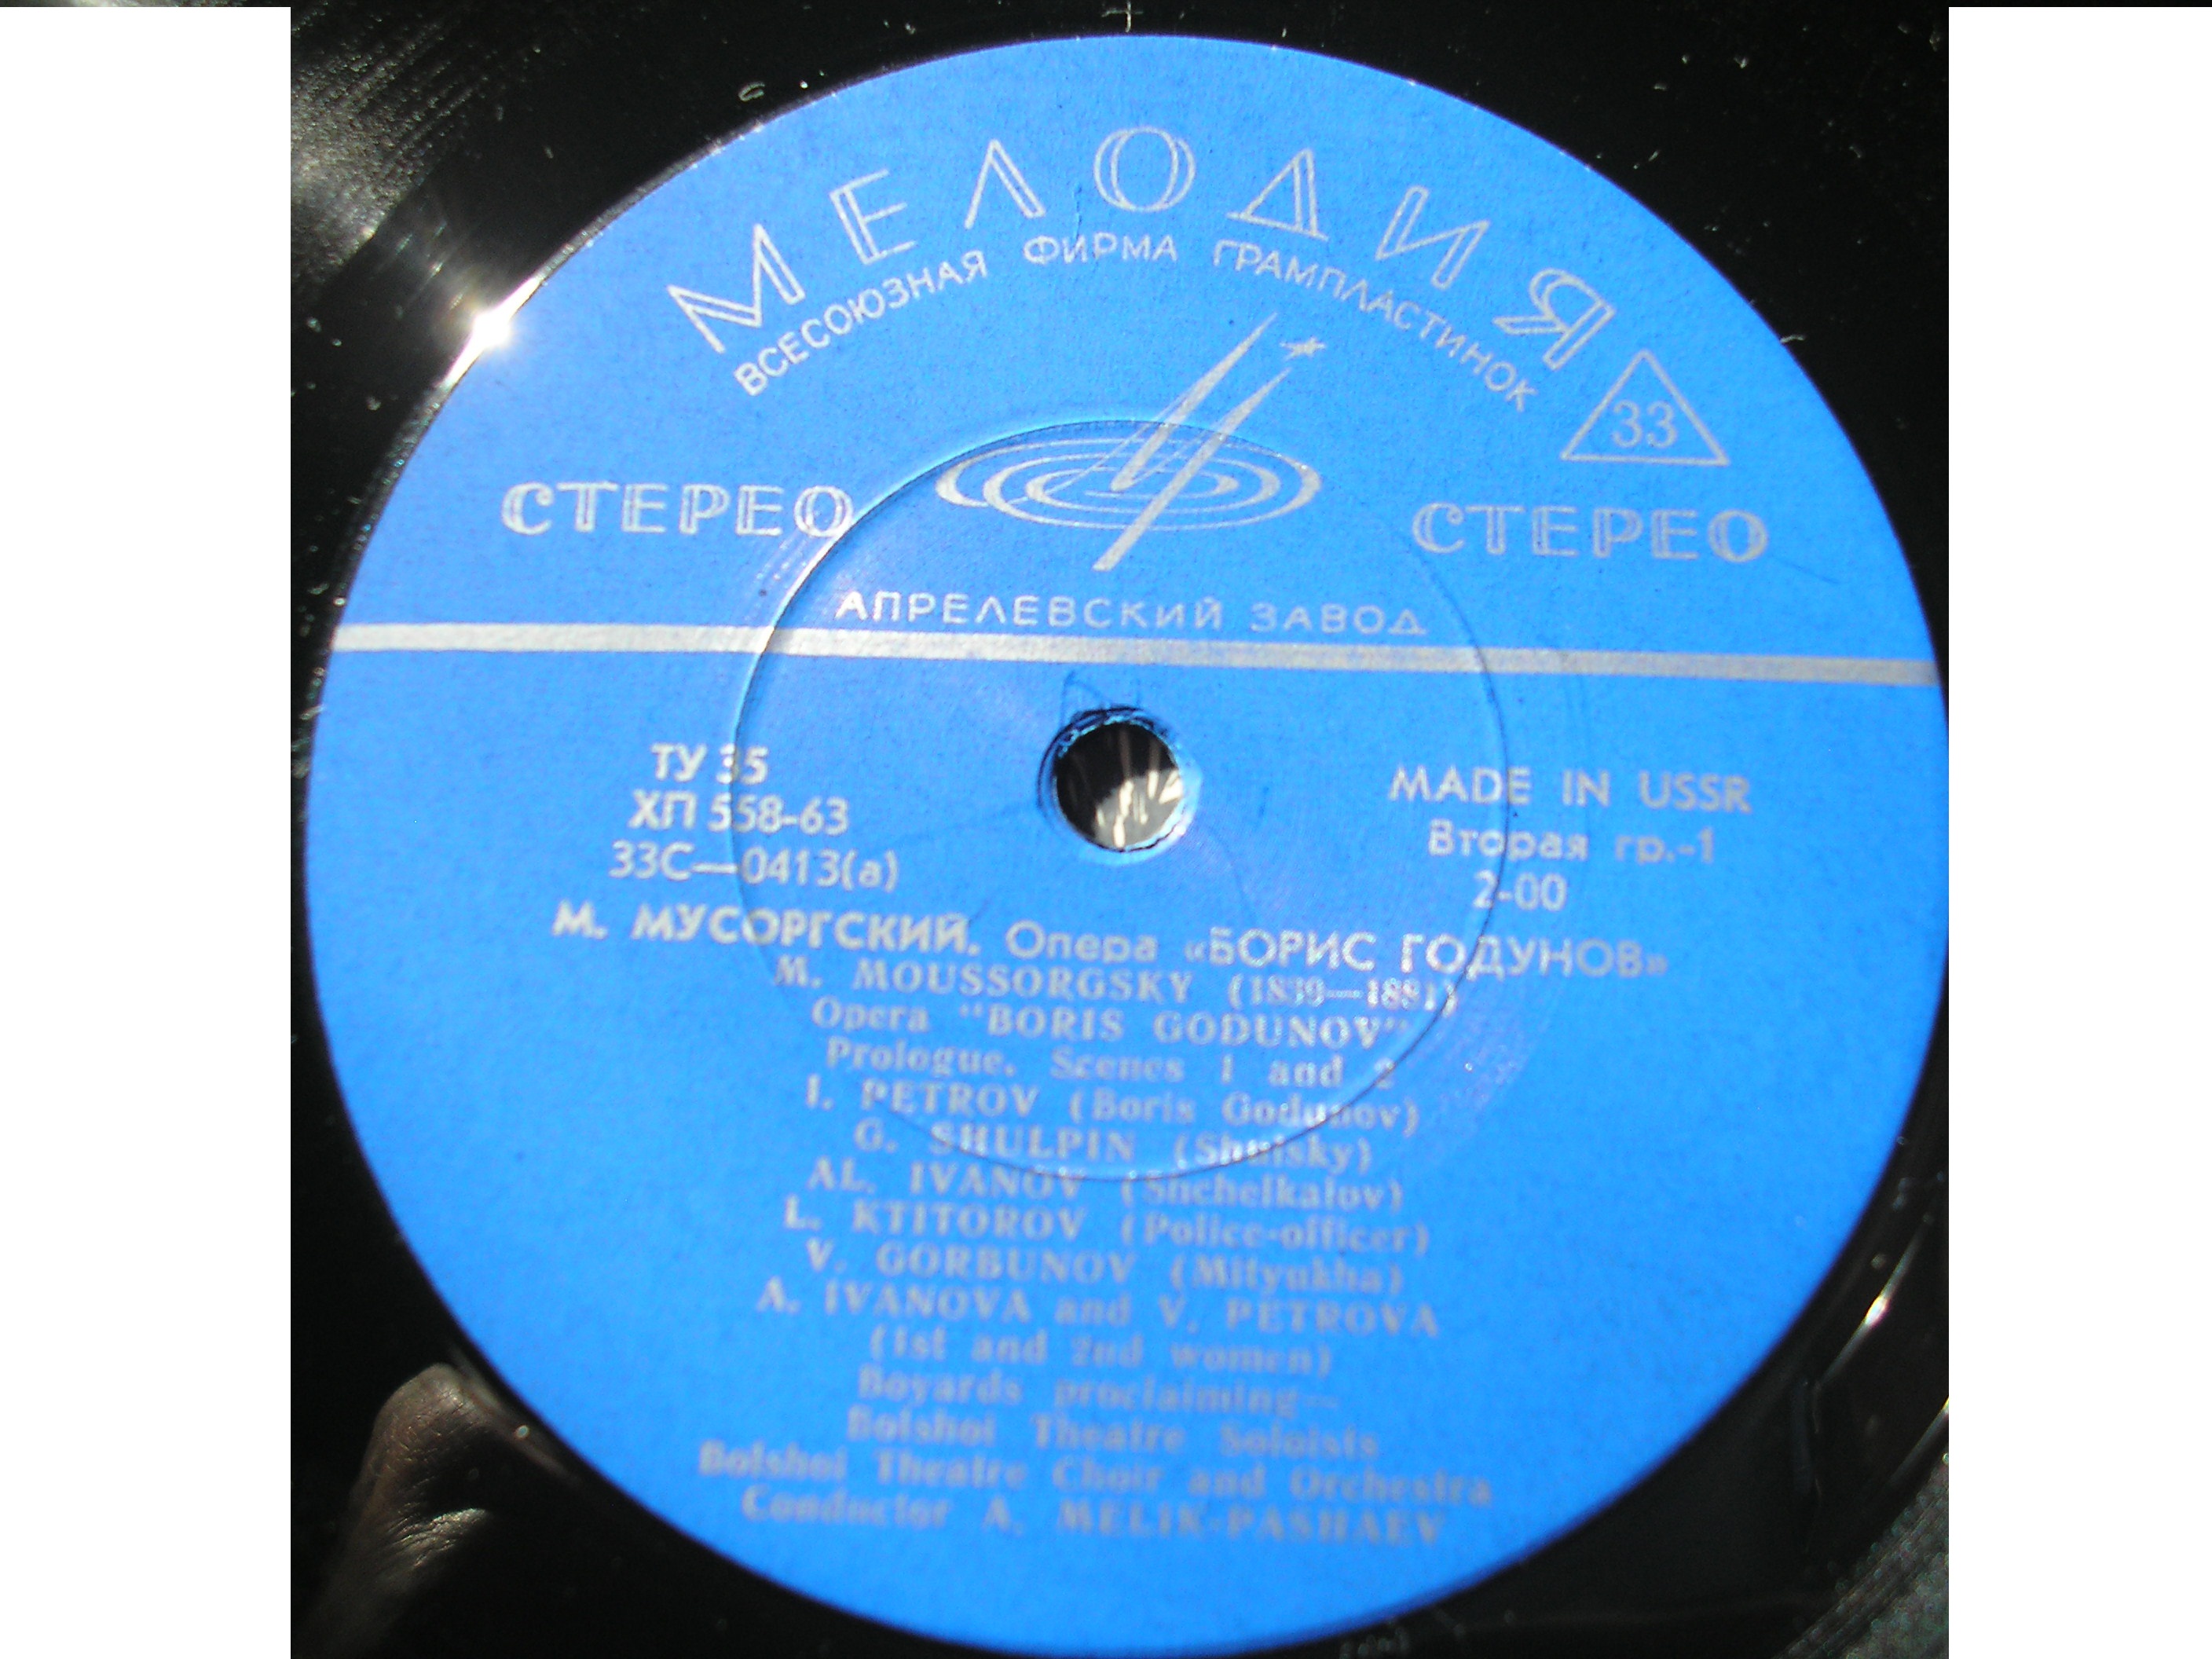 МЕЛОДИЯ
ВСЕСОЮЗНАЯ ФИРМА ГРАМПЛАСТИНОК
33
СТЕРЕО
СТЕРЕО
АПРЕЛЕВСКИЙ ЗАВОД
ТУ 35
ХП 558-63
33С—0413(а)
MADE IN USSR
Вторая гр.-1
2-00
М. МУСОРГСКИЙ. Опера «БОРИС ГОДУНОВ»
M. MOUSSORGSKY (1839—1881)
Opera "BORIS GODUNOV"
Prologue. Scenes 1 and 2
I. PETROV (Boris Godunov)
G. SHULPIN (Shuisky)
AL. IVANOV (Shchelkalov)
L. KTITOROV (Police-officer)
V. GORBUNOV (Mityukha)
A. IVANOVA and V. PETROVA
(1st and 2nd women)
Boyards proclaiming—
Bolshoi Theatre Soloists
Bolshoi Theatre Choir and Orchestra
Conductor A. MELIK-PASHAEV